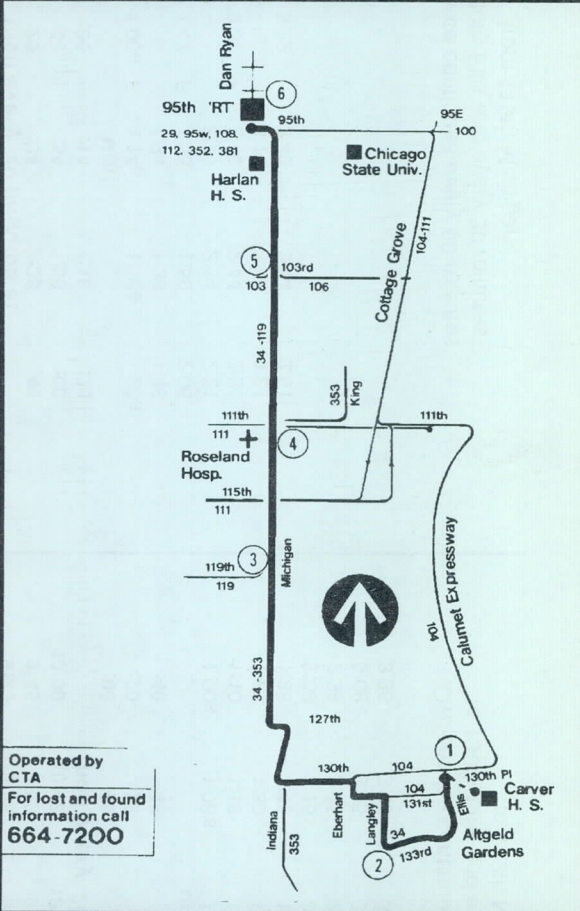 Dan Ryan
6
95th 'RT'
95th
95E
100
29, 95w, 108.
112. 352. 381
Harlan
H. S.
Chicago
State Univ.
104-111
Cottage Grove
5
103rd
103
106
34 -119
353
King
111th
111
111th
4
Roseland
Hosp.
115th
111
3
119th
119
Michigan
Calumet Expressway
104
34 -353
127th
1
130th
104
130th Pl
104
131st
Ellis
Carver
H. S.
Indiana
353
Eberhart
Langley
34
133rd
Altgeld
Gardens
2
Operated by
CTA
For lost and found
information call
664-7200